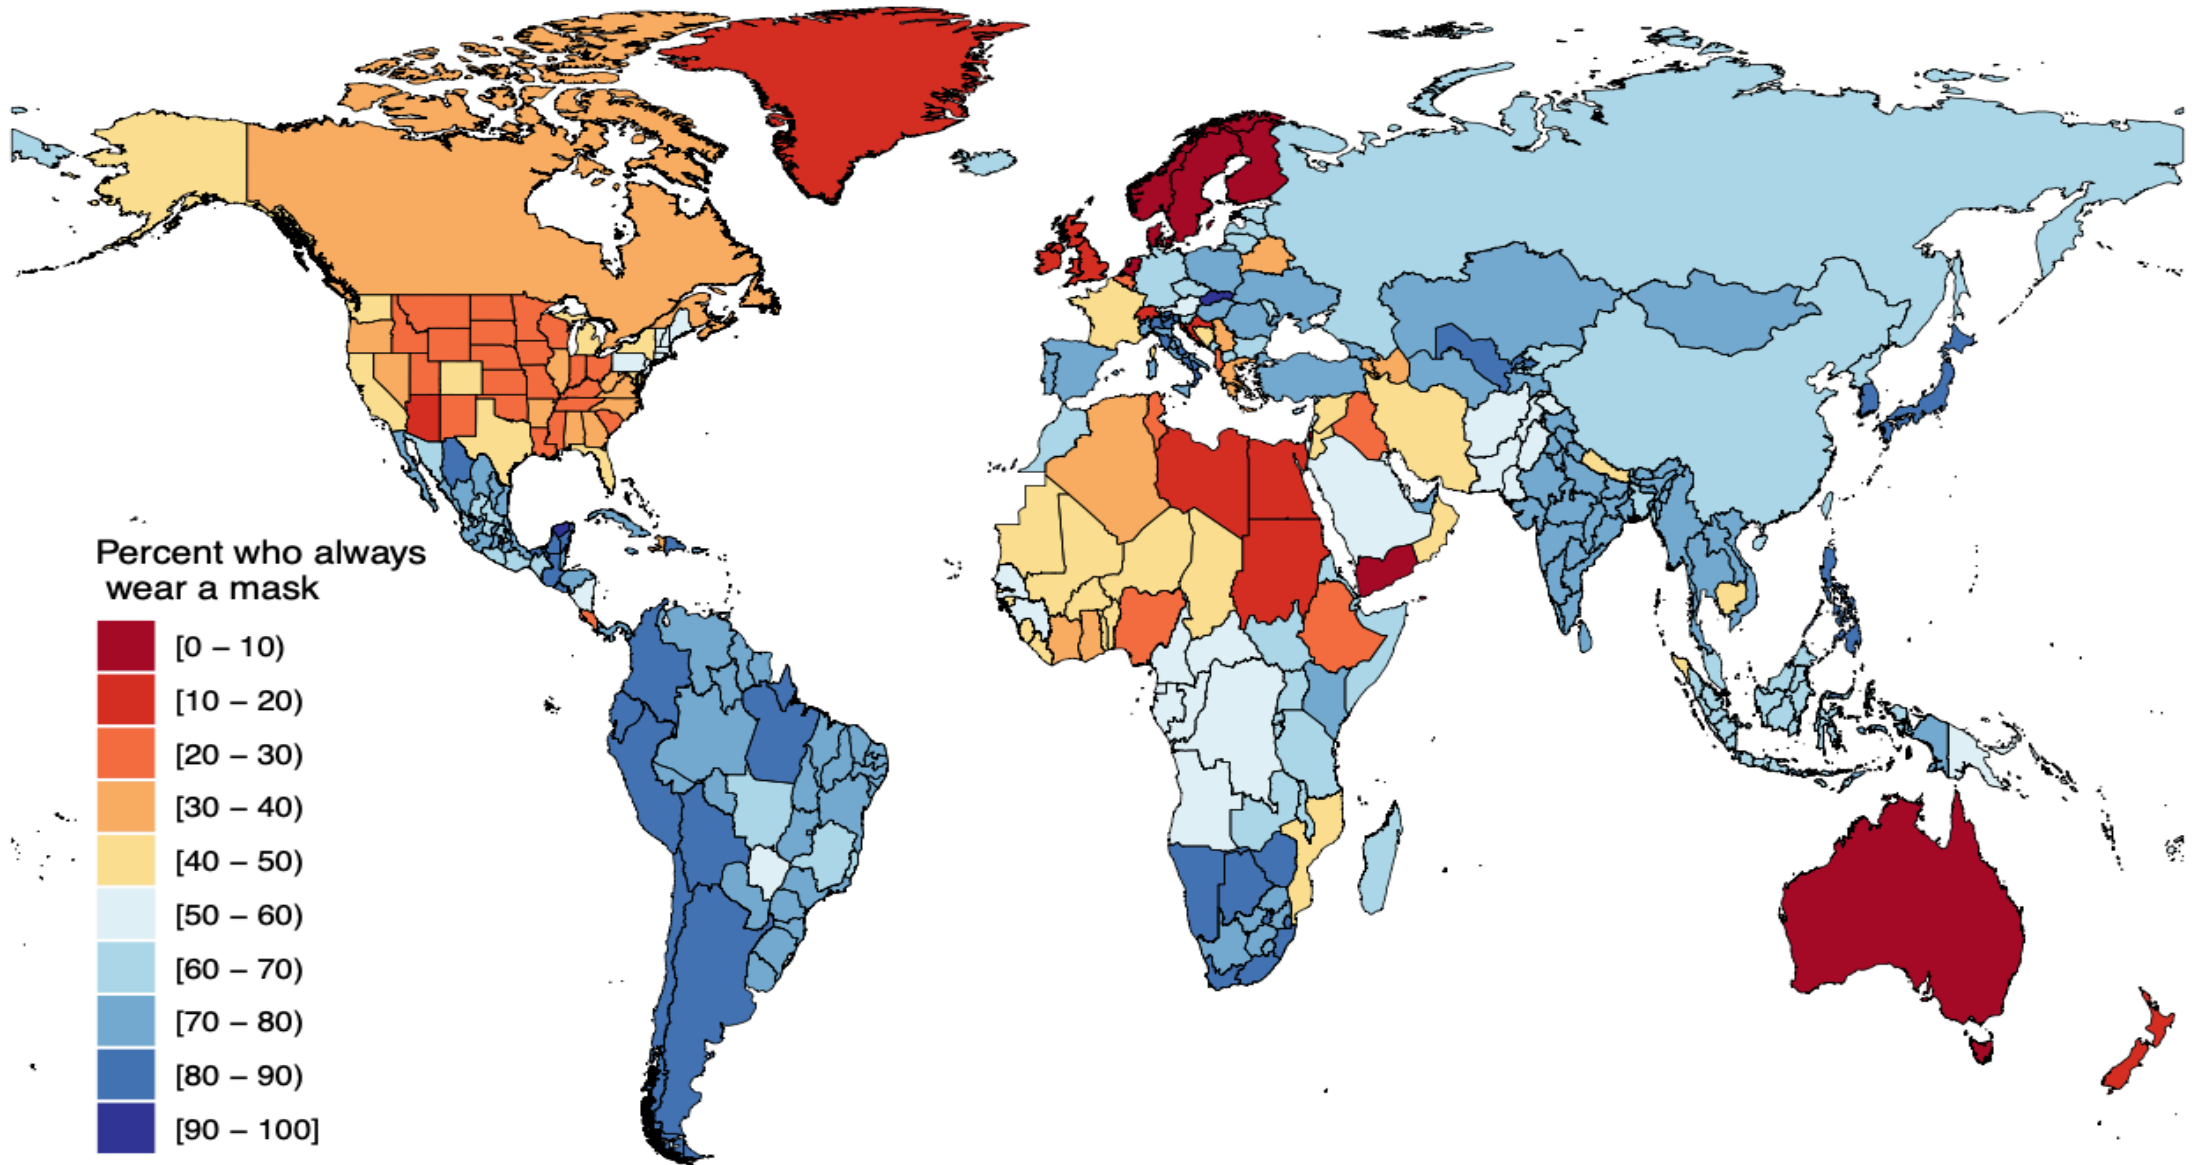 Percent who always
wear a mask
[0 – 10)
[10 – 20)
[20 – 30)
[30 – 40)
[40 – 50)
[50 – 60)
[60 – 70)
[70 – 80)
[80 – 90)
[90 – 100]